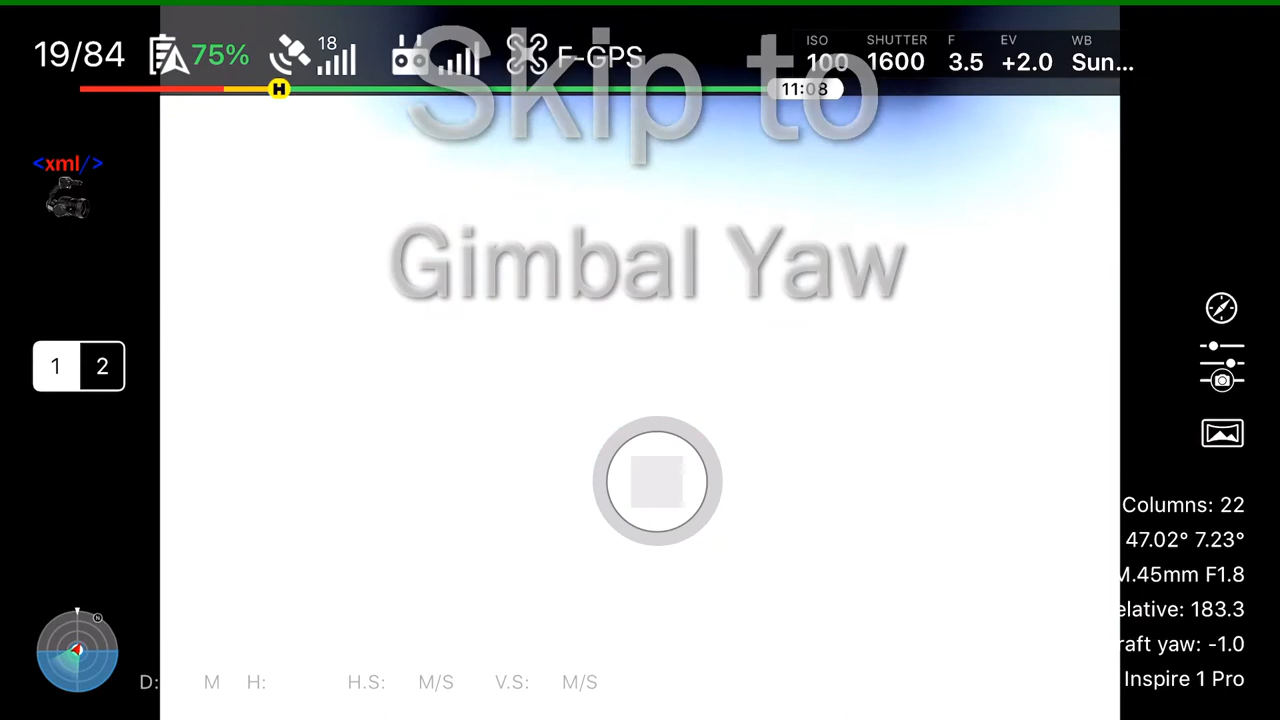 19/84 75% 18 F-GPS
ISO SHUTTER F EV WB
100 1600 3.5 +2.0 Sun...
H 11:08
Skip to
<xml/>
Gimbal Yaw
1 2
Columns: 22
47.02° 7.23°
M.45mm F1.8
elative: 183.3
raft yaw: -1.0
Inspire 1 Pro
N
D: M H: H.S: M/S V.S: M/S